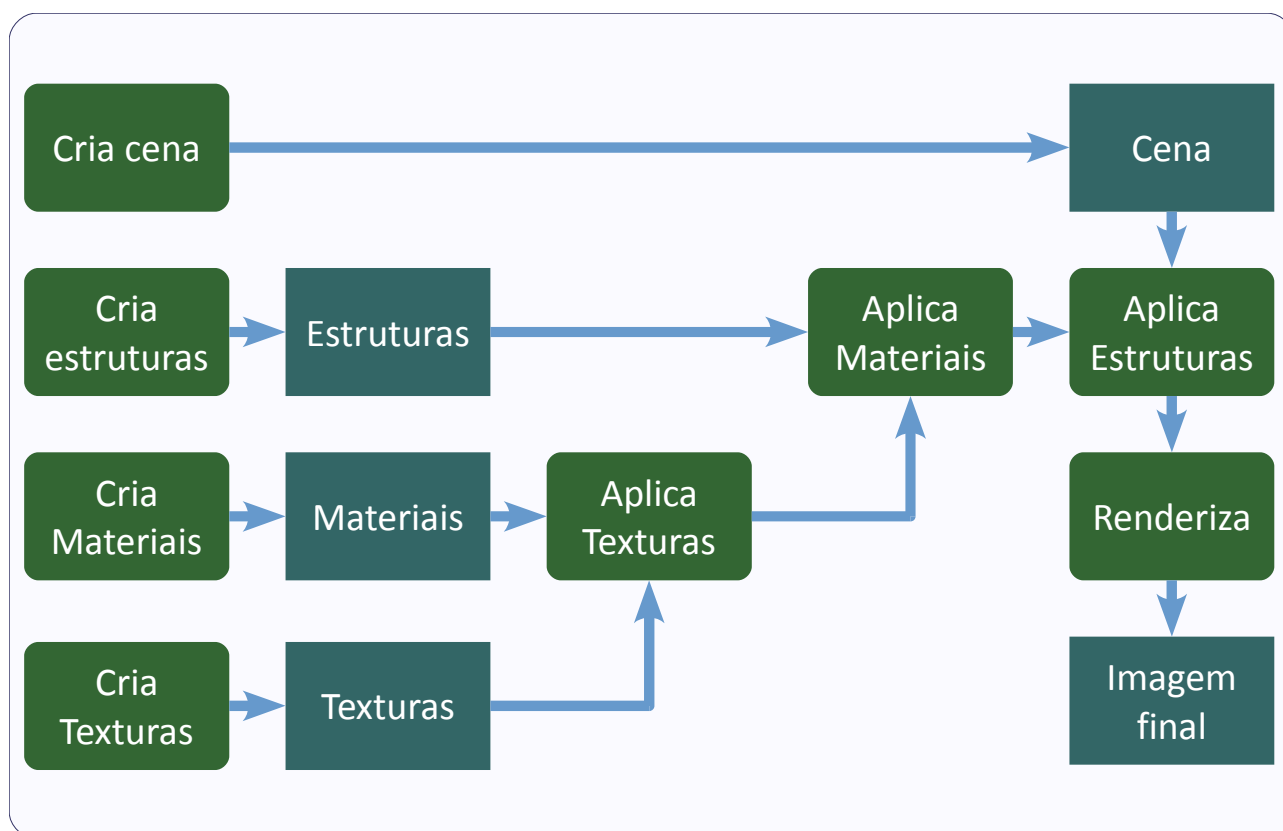 Cria cena
Cena
Cria
estruturas
Estruturas
Aplica
Materiais
Aplica
Estruturas
Cria
Materiais
Materiais
Aplica
Texturas
Renderiza
Cria
Texturas
Texturas
Imagem
final